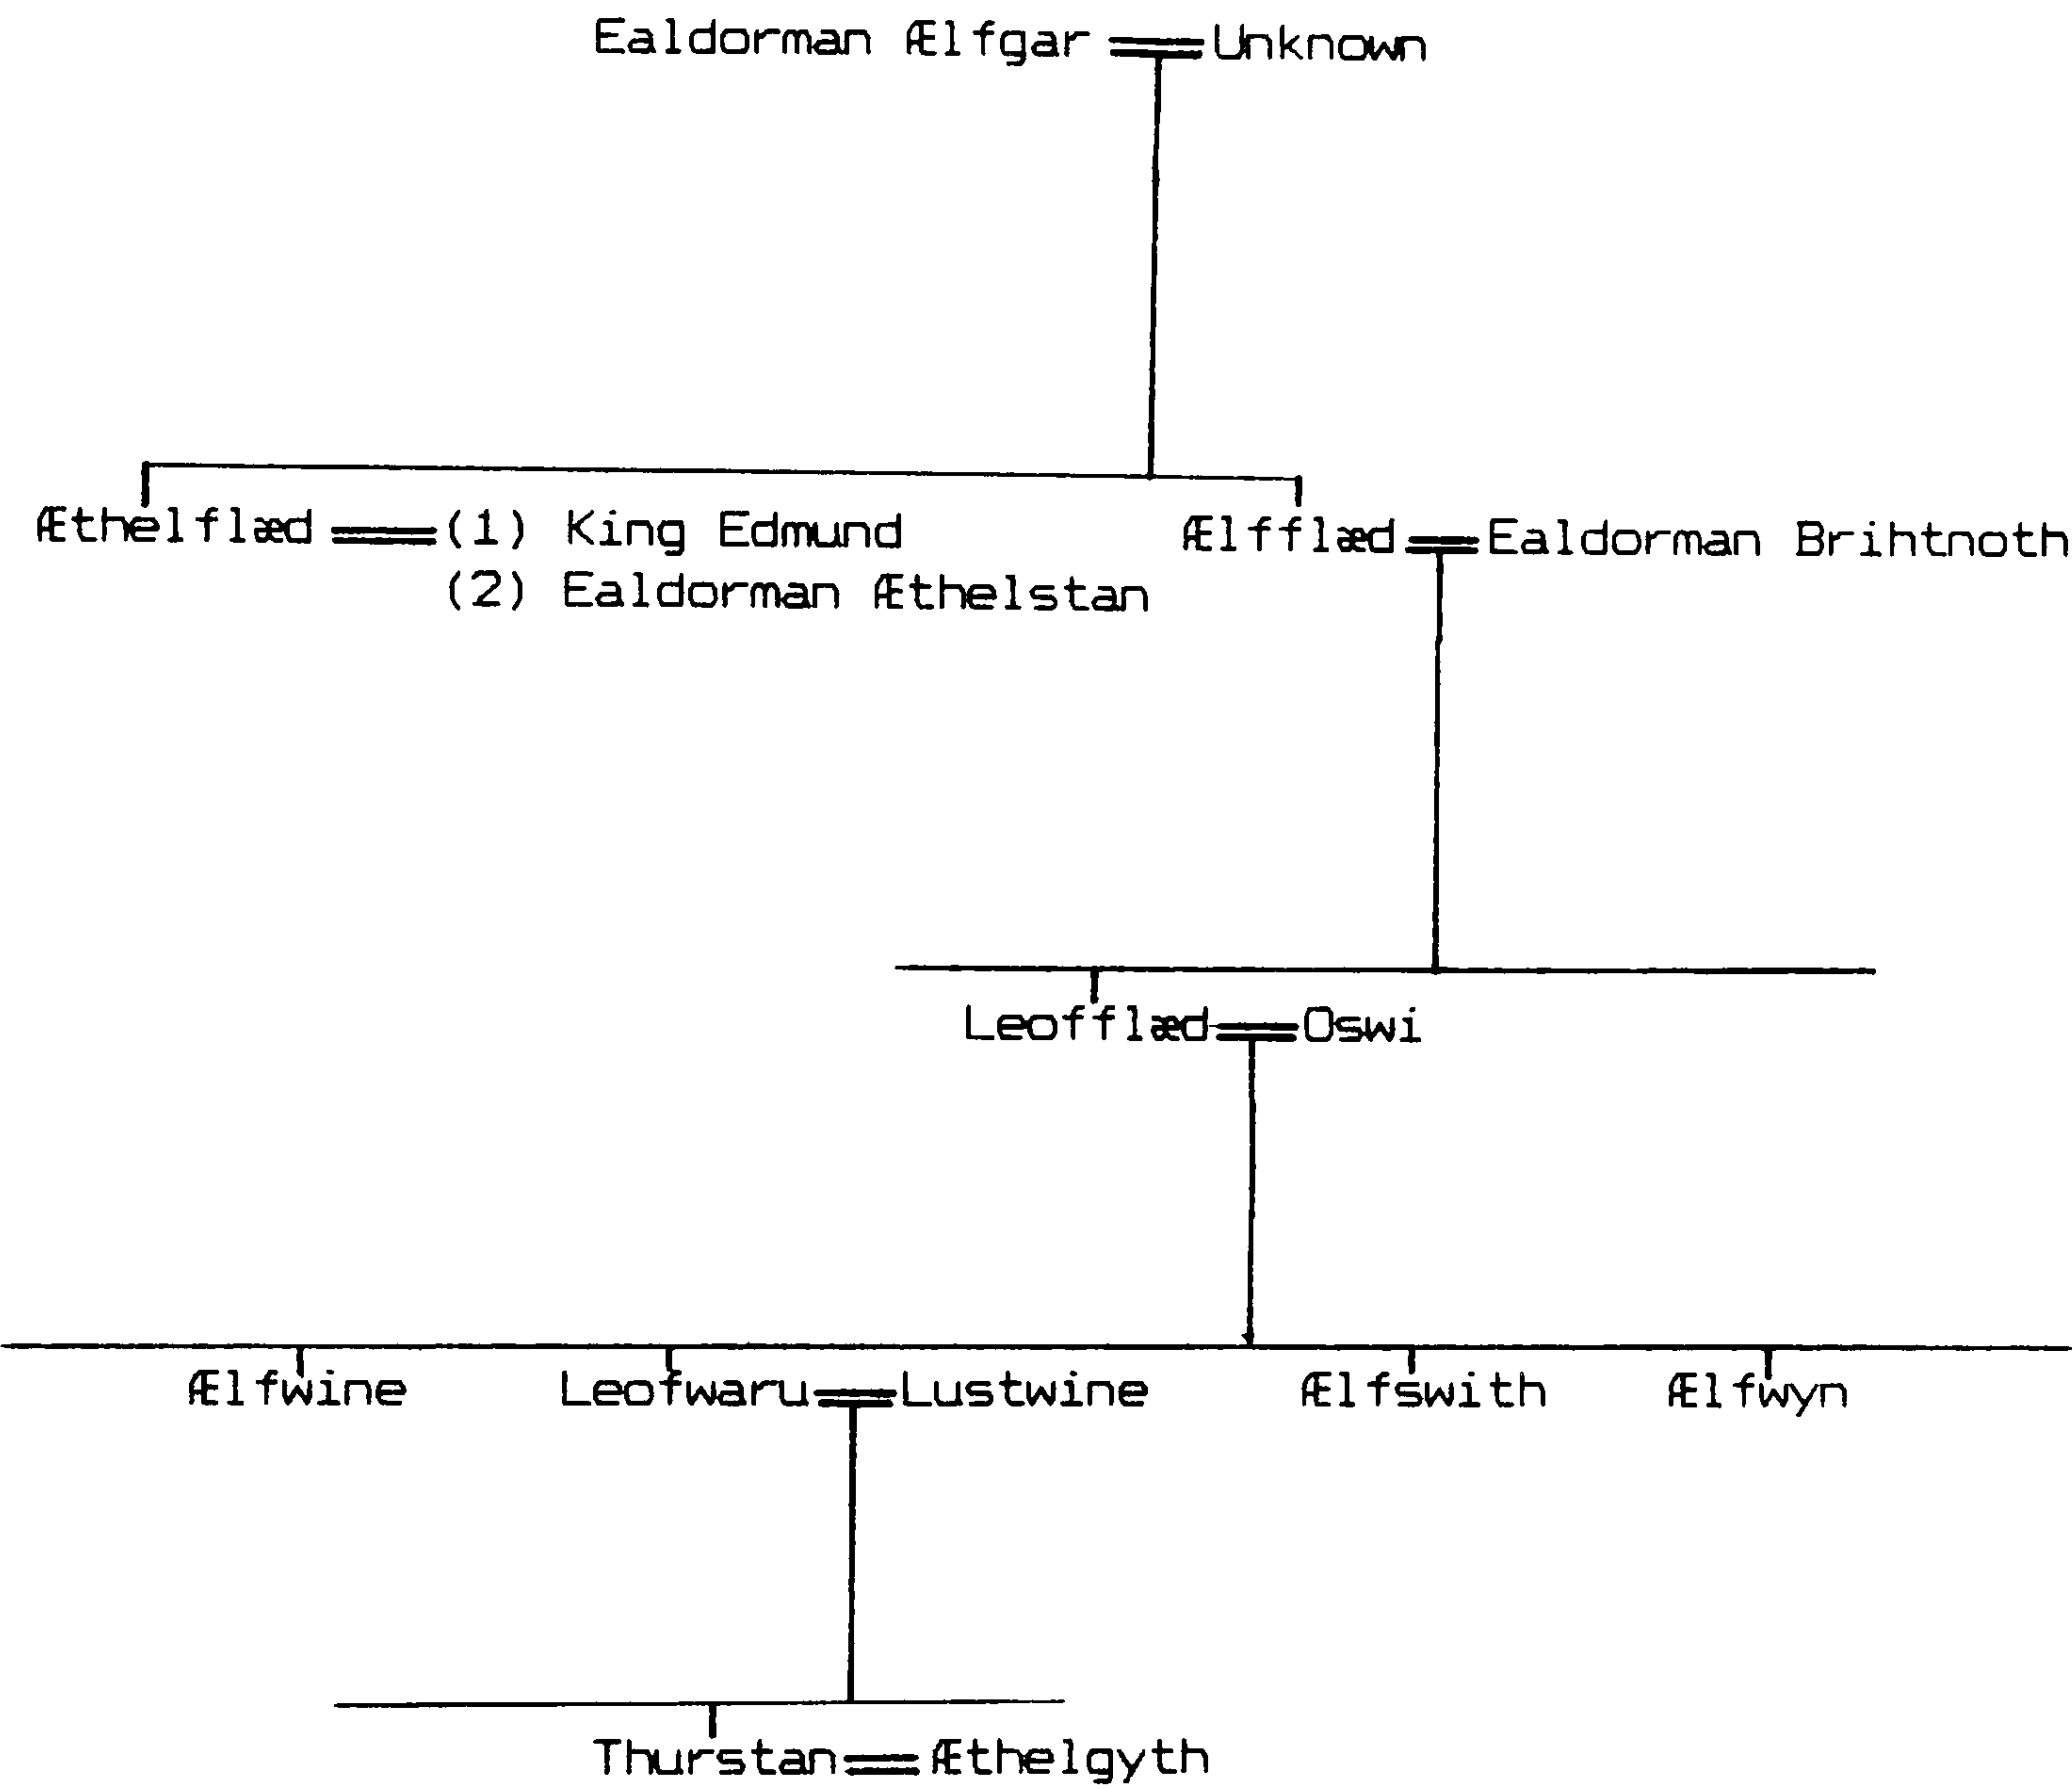 Ealdorman Ælfgar Unknown
Æthelflæd (1) King Edmund Ælfflæd Ealdorman Brihtnoth
(2) Ealdorman Æthelstan
Leofflæd Oswi
Ælfwine Leofwaru Lustwine Ælfswith Ælfwyn
Thurstan Æthelgyth